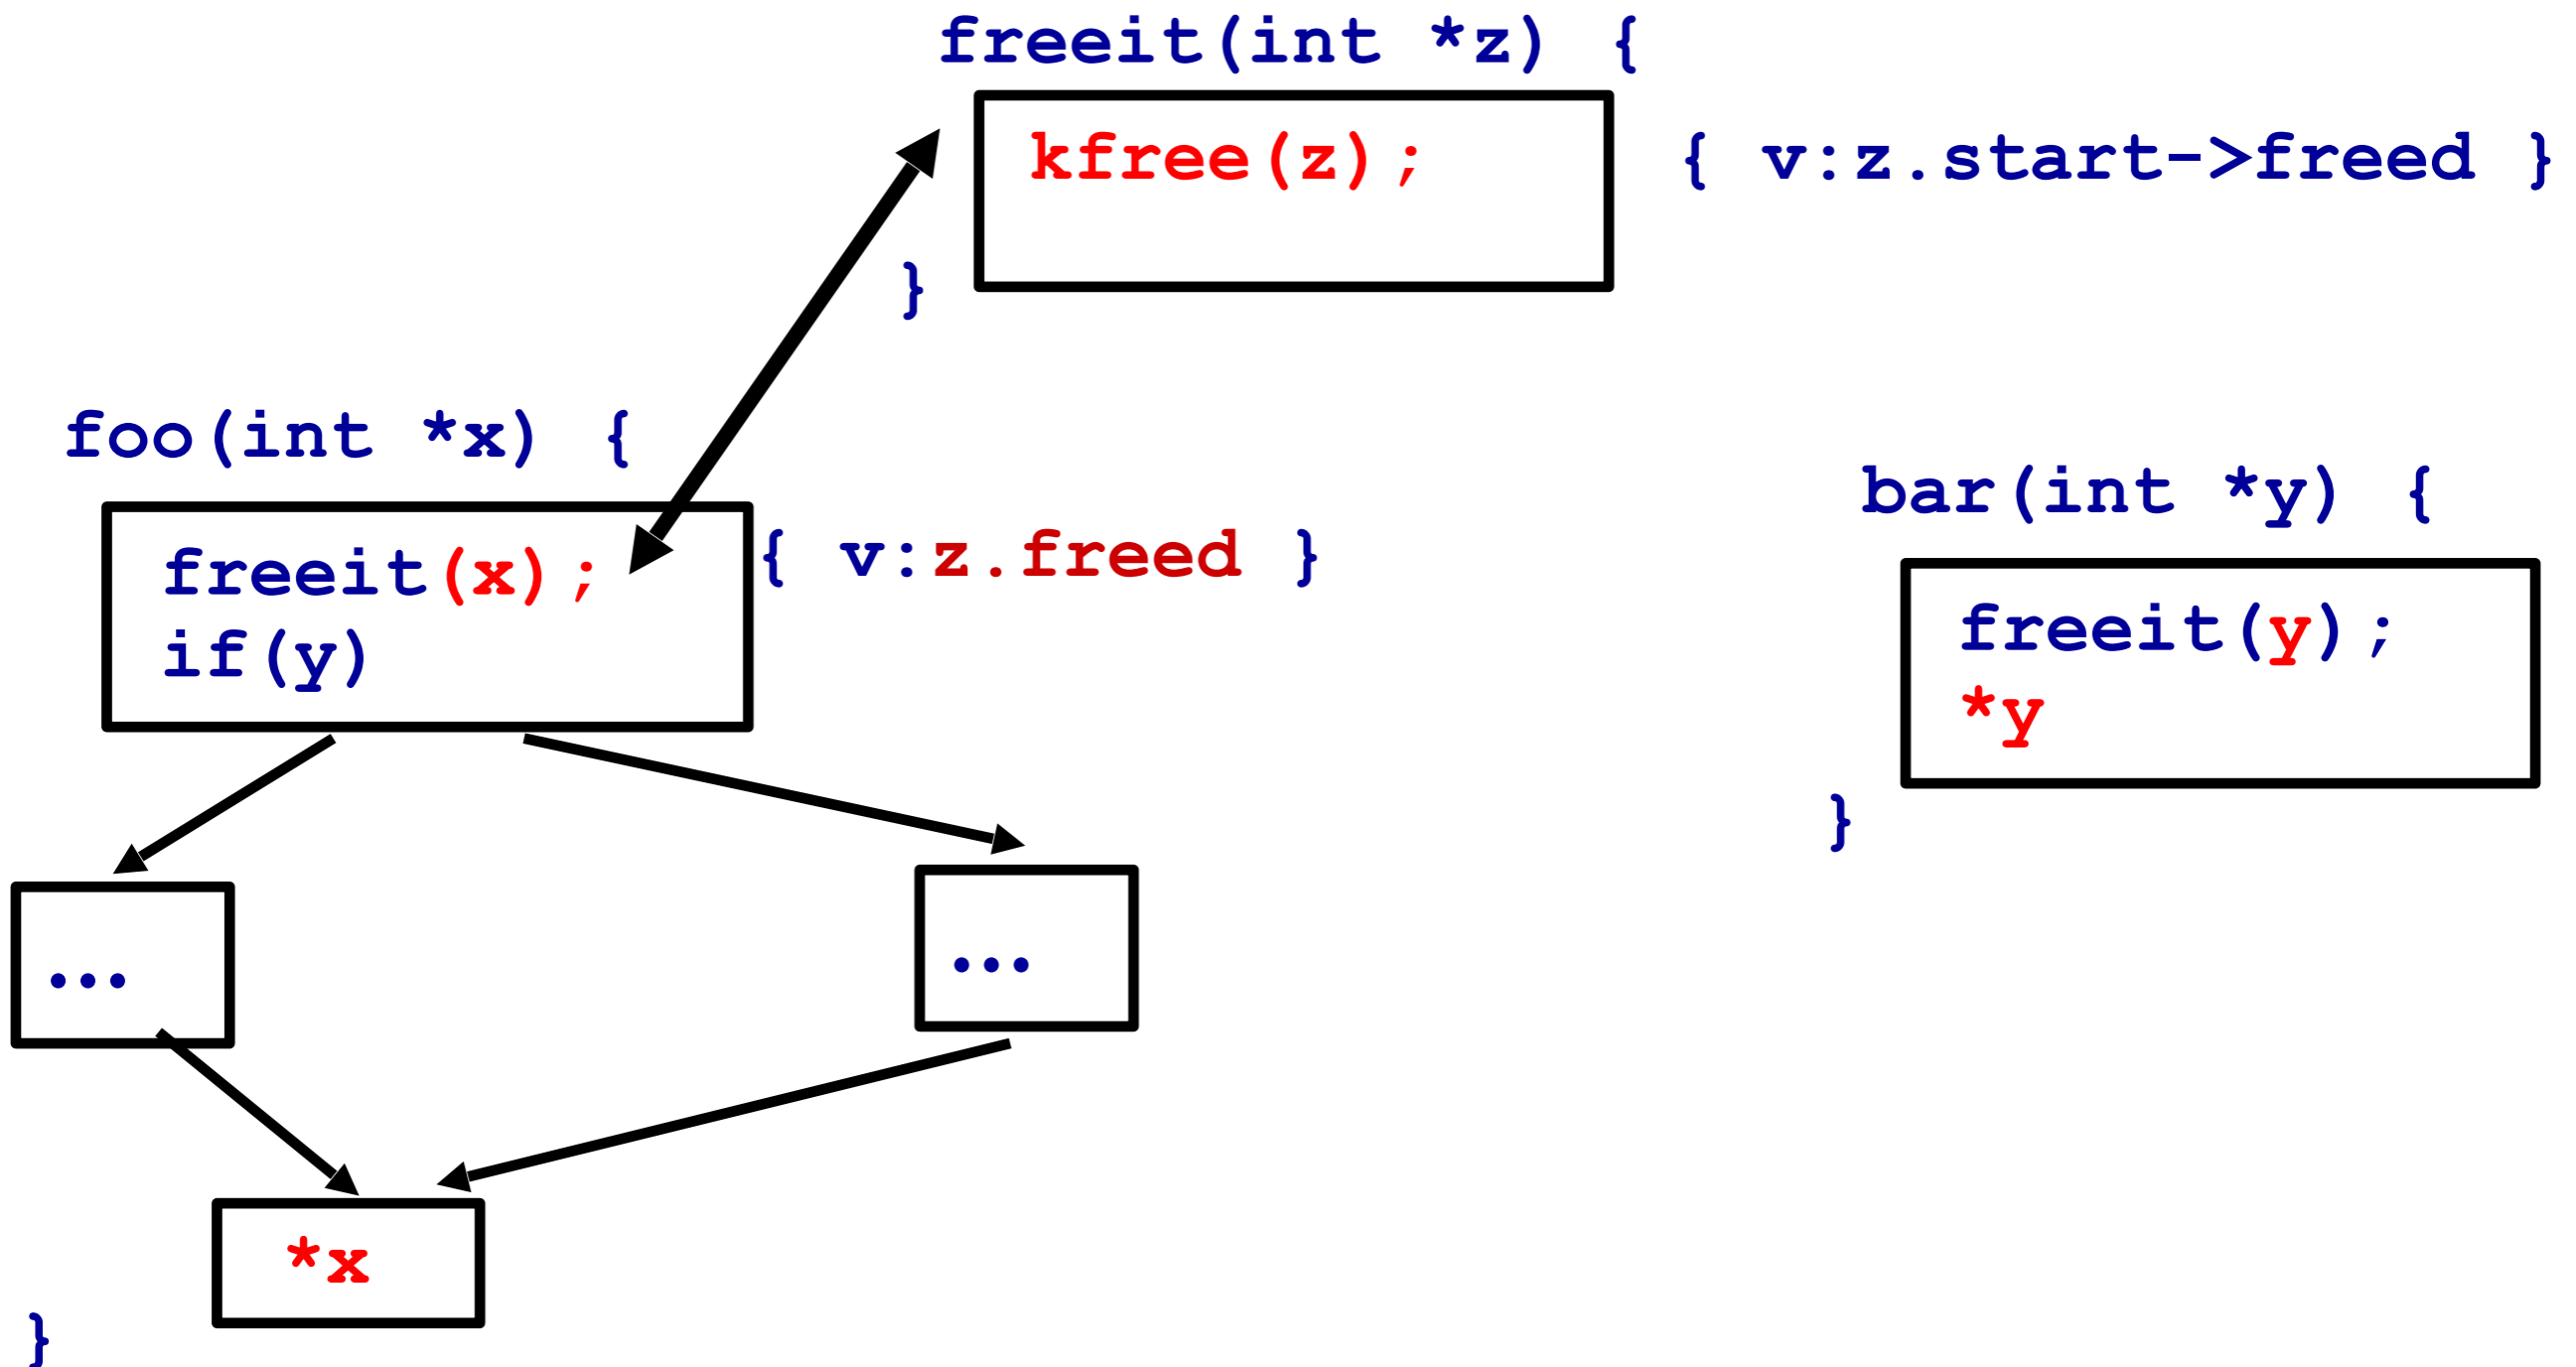 freeit(int *z) {
kfree(z);
{ v:z.start->freed }
}
foo(int *x) {
freeit(x);
if(y)
{ v:z.freed }
...
...
*x
}
bar(int *y) {
freeit(y);
*y
}